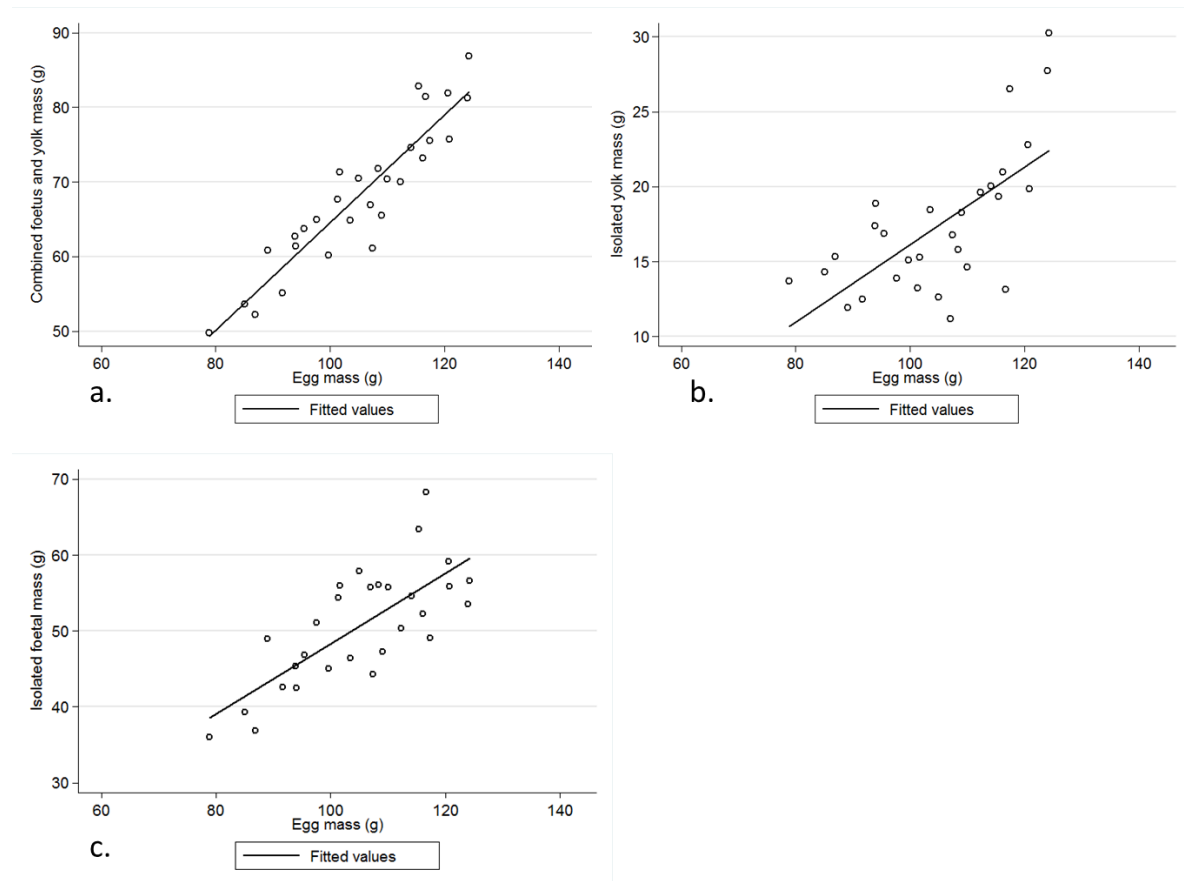 Combined foetus and yolk mass (g)
90
80
70
60
50
60 80 100 120 140
Egg mass (g)
a.
Fitted values
Isolated yolk mass (g)
30
25
20
15
10
60 80 100 120 140
Egg mass (g)
b.
Fitted values
Isolated foetal mass (g)
70
60
50
40
30
60 80 100 120 140
Egg mass (g)
c.
Fitted values